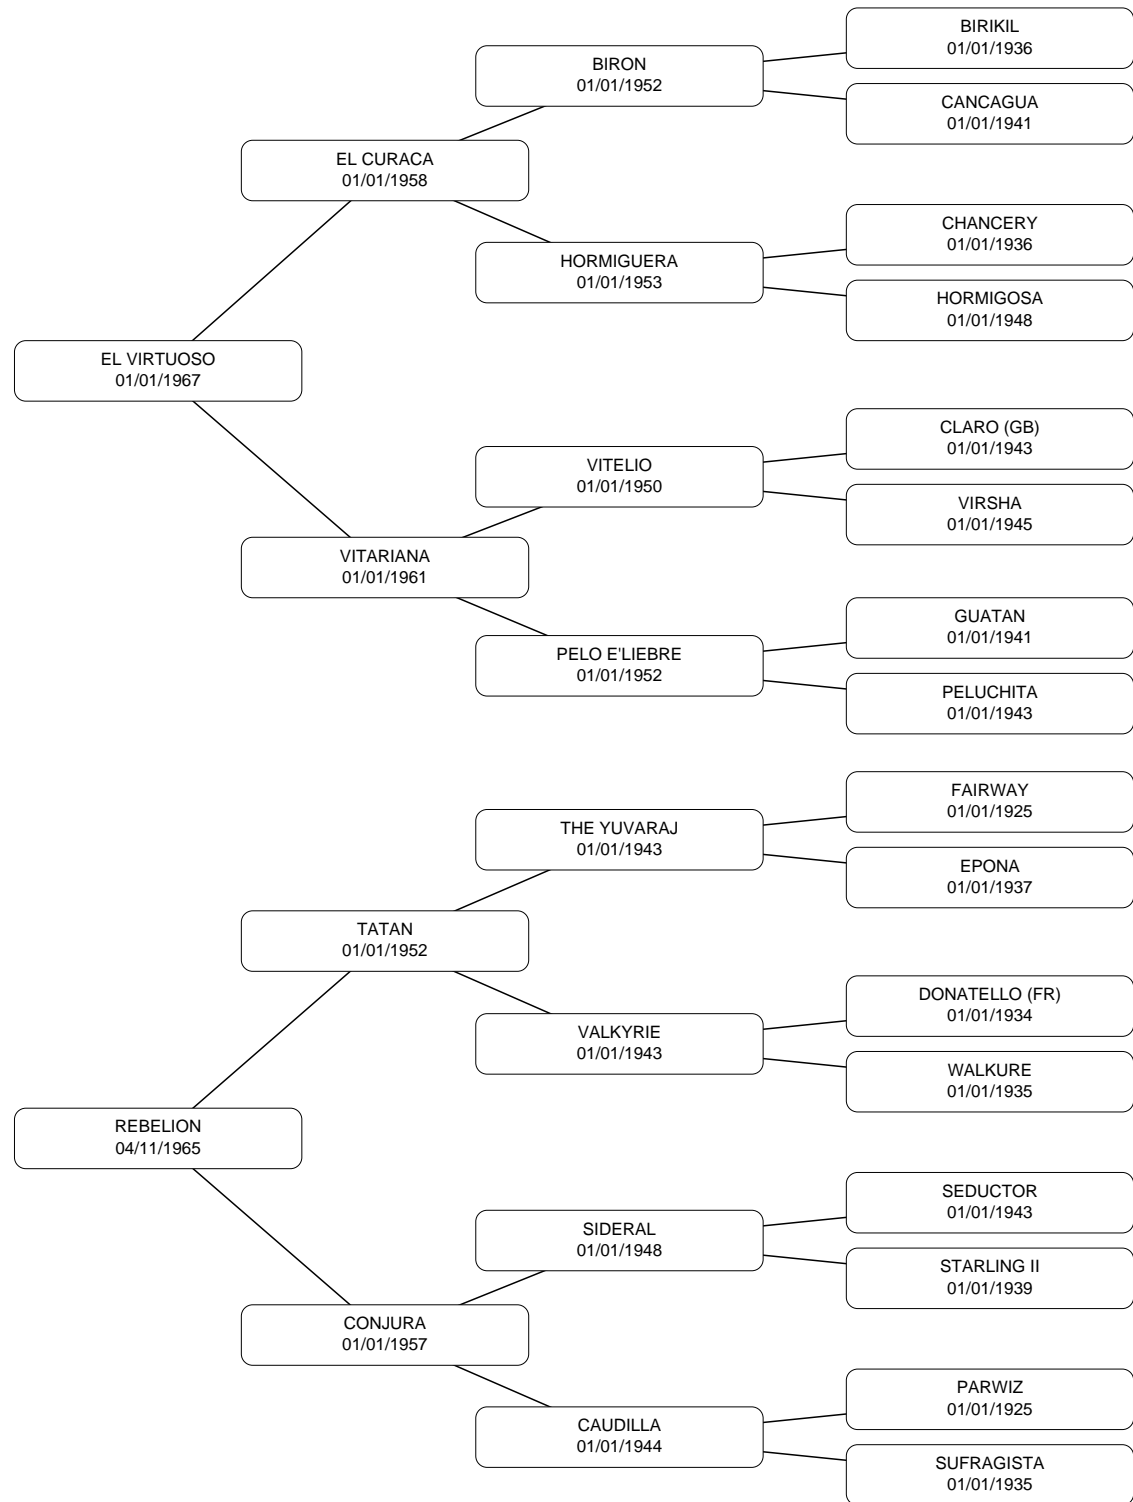 BIRIKIL
01/01/1936
BIRON
01/01/1952
CANCAGUA
01/01/1941
EL CURACA
01/01/1958
CHANCERY
01/01/1936
HORMIGUERA
01/01/1953
HORMIGOSA
01/01/1948
EL VIRTUOSO
01/01/1967
CLARO (GB)
01/01/1943
VITELIO
01/01/1950
VIRSHA
01/01/1945
VITARIANA
01/01/1961
GUATAN
01/01/1941
PELO E'LIEBRE
01/01/1952
PELUCHITA
01/01/1943
FAIRWAY
01/01/1925
THE YUVARAJ
01/01/1943
EPONA
01/01/1937
TATAN
01/01/1952
DONATELLO (FR)
01/01/1934
VALKYRIE
01/01/1943
WALKURE
01/01/1935
REBELION
04/11/1965
SEDUCTOR
01/01/1943
SIDERAL
01/01/1948
STARLING II
01/01/1939
CONJURA
01/01/1957
PARWIZ
01/01/1925
CAUDILLA
01/01/1944
SUFRAGISTA
01/01/1935